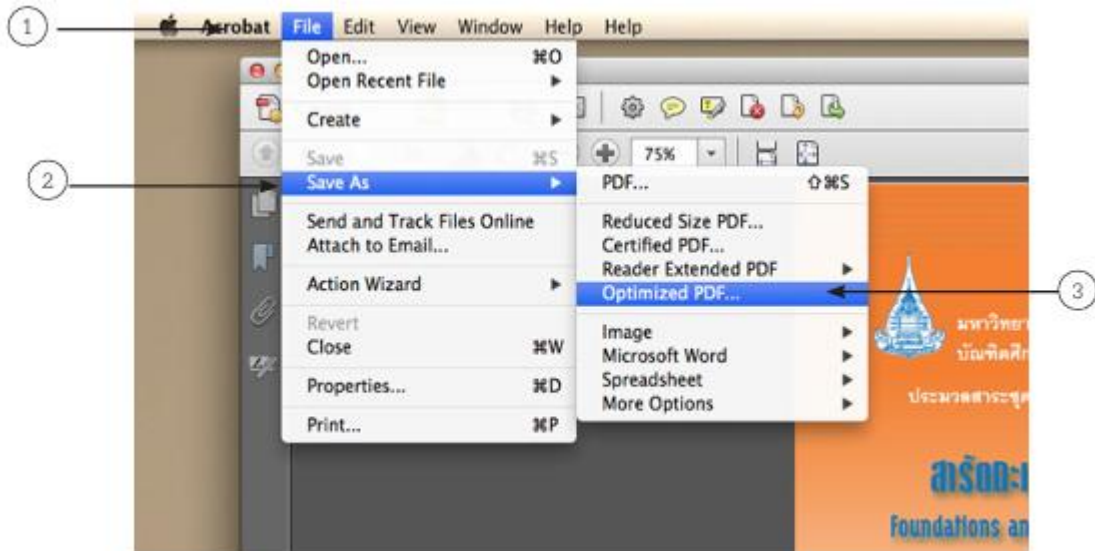 1
Acrobat File Edit View Window Help Help
Open... ⌘O
Open Recent File
Create
75%
Save ⌘S
2
Save As
Send and Track Files Online
Attach to Email...
Action Wizard
Revert
Close ⌘W
Properties... ⌘D
Print... ⌘P
PDF... ⇧⌘S
Reduced Size PDF...
Certified PDF...
Reader Extended PDF
Optimized PDF...
3
Image
Microsoft Word
Spreadsheet
More Options
Foundations